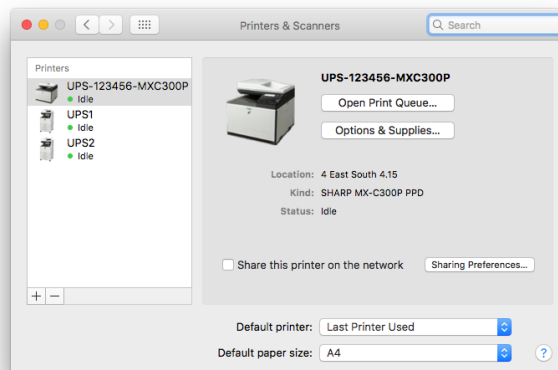 Printers & Scanners
Search
Printers
UPS-123456-MXC300P
Idle
UPS1
Idle
UPS2
Idle
+ −
UPS-123456-MXC300P
Open Print Queue...
Options & Supplies...
Location: 4 East South 4.15
Kind: SHARP MX-C300P PPD
Status: Idle
Share this printer on the network
Sharing Preferences...
Default printer: Last Printer Used
Default paper size: A4
?